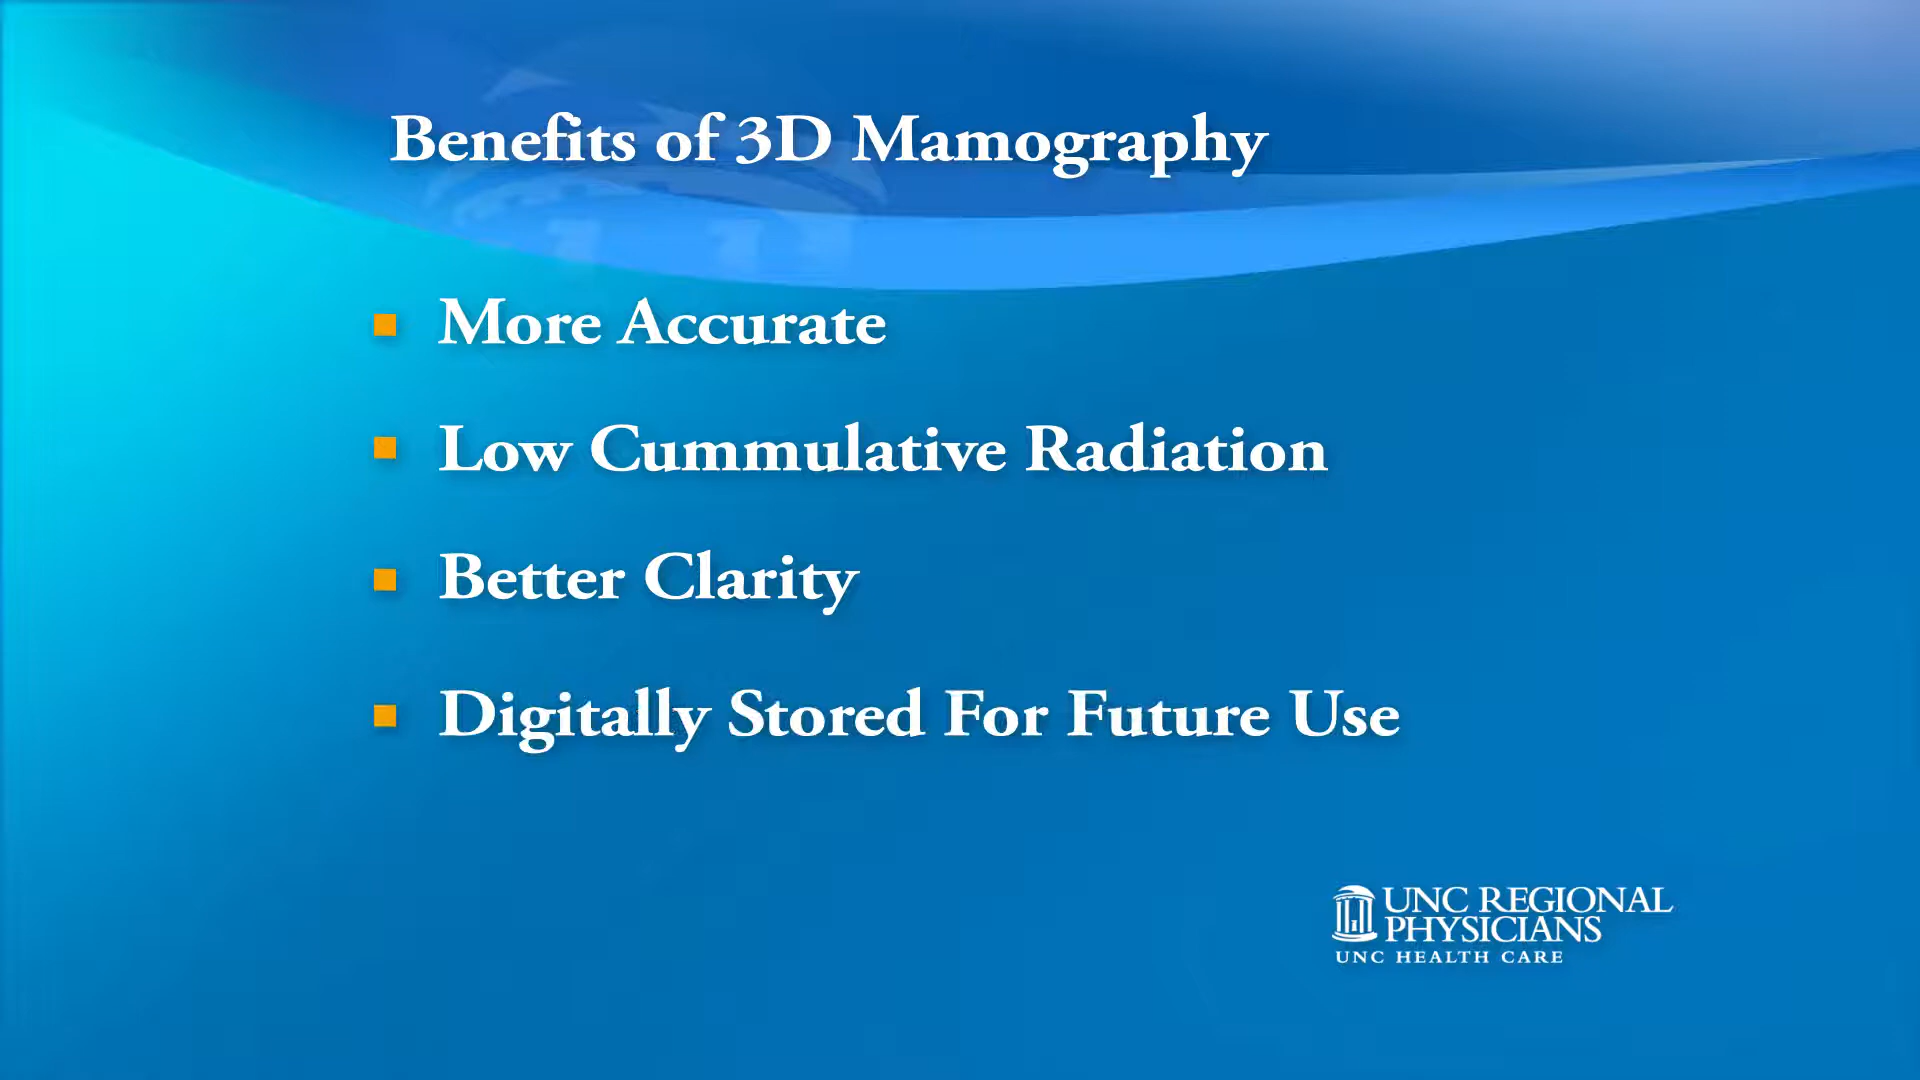 Benefits of 3D Mamography
More Accurate
Low Cummulative Radiation
Better Clarity
Digitally Stored For Future Use
UNC REGIONAL
PHYSICIANS
UNC HEALTH CARE